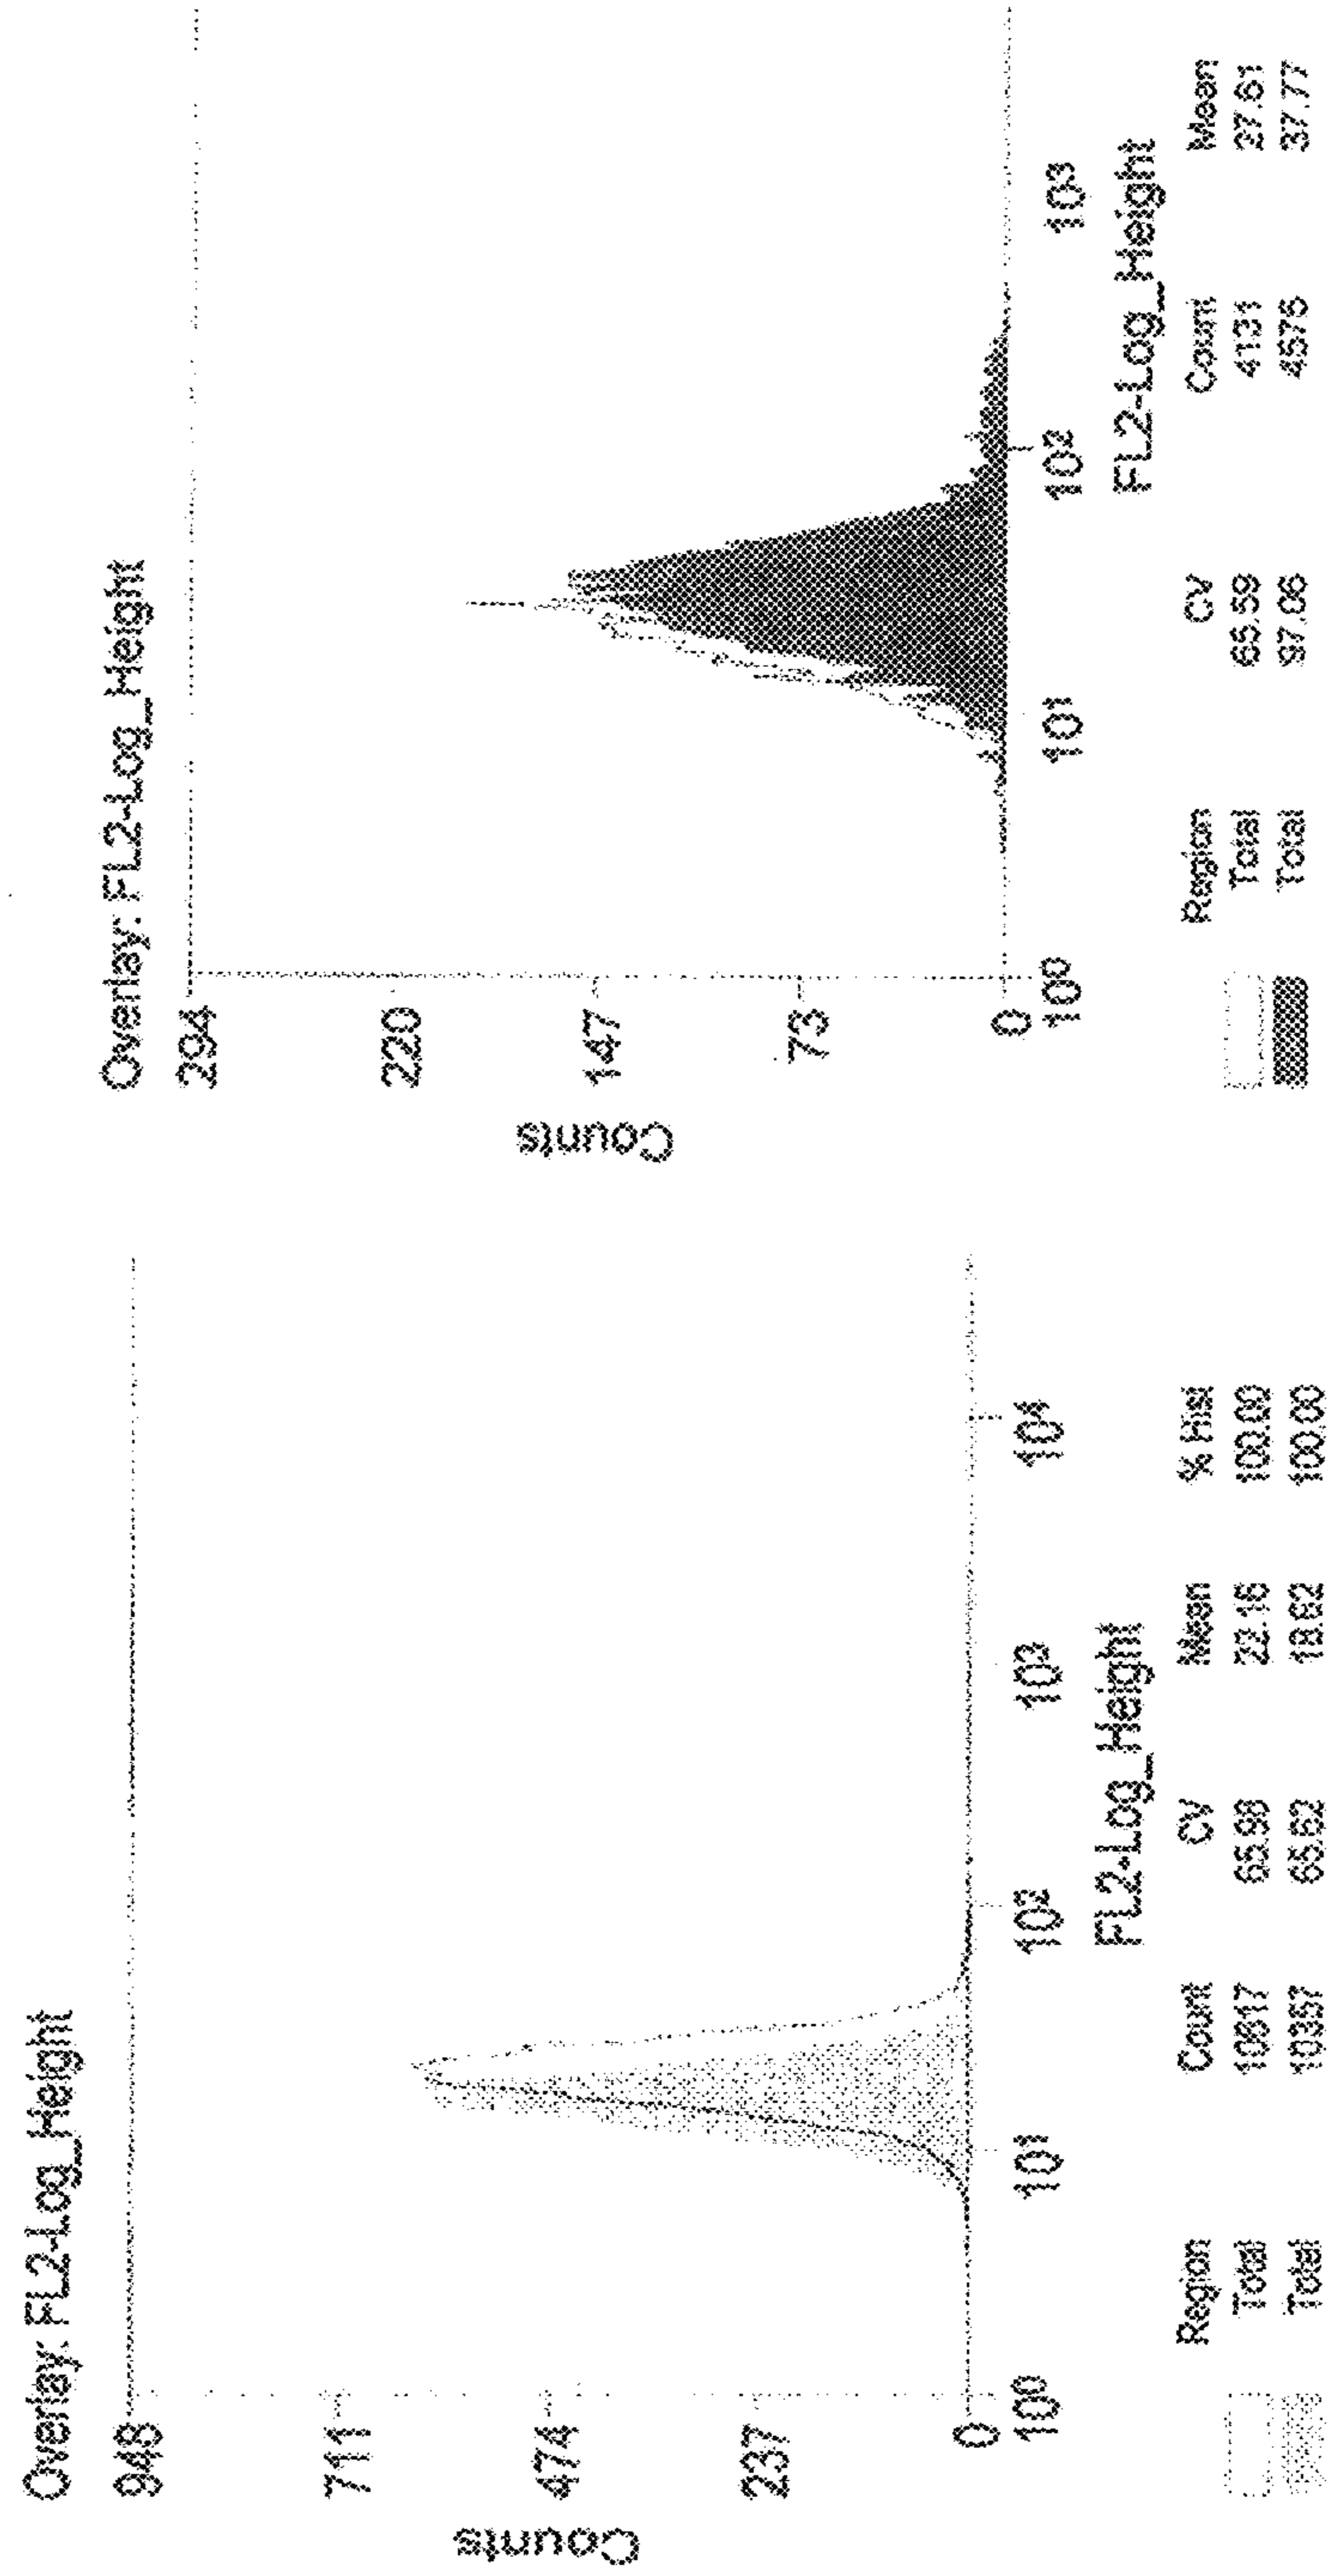 Overlay: FL2-Log_Height
948
711
474
237
0
Counts
10⁰ 10¹ 10² 10³ 10⁴
FL2-Log_Height
Region Count CV Mean % Hist
Total 10617 65.98 22.16 100.00
Total 10357 65.62 18.62 100.00
Overlay: FL2-Log_Height
294
220
147
73
0
Counts
10⁰ 10¹ 10² 10³
FL2-Log_Height
Region CV Count Mean
Total 65.59 4131 27.61
Total 97.06 4575 37.77